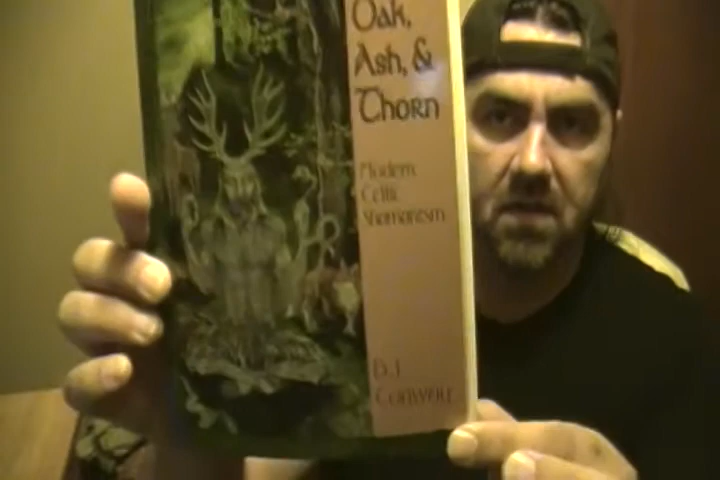 Oak,
Ash, &
Thorn
Modern
Celtic
Shamanism
D.J.
Conway